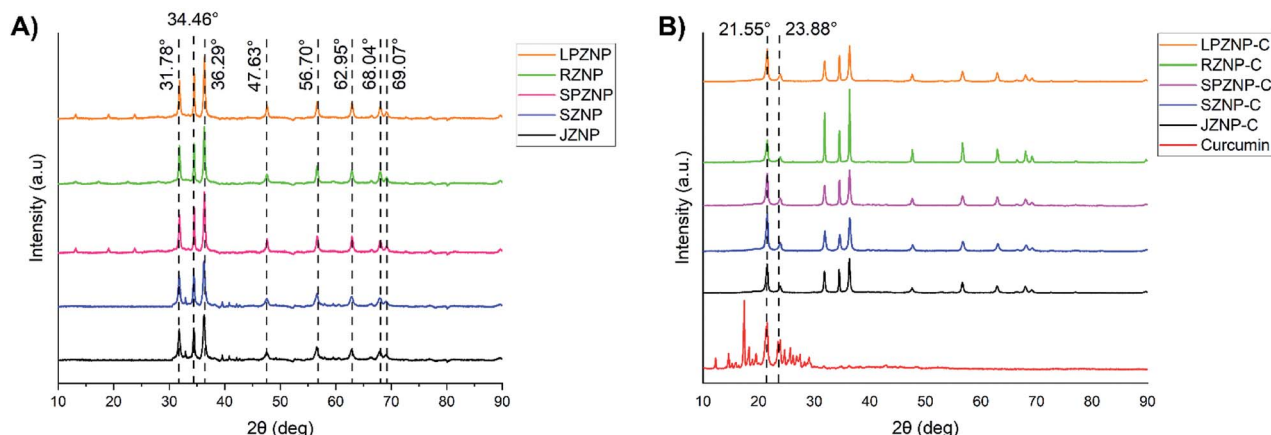 A)
34.46°
31.78°
36.29°
47.63°
56.70°
62.95°
68.04°
69.07°
LPZNP
RZNP
SPZNP
SZNP
JZNP
Intensity (a.u)
10 20 30 40 50 60 70 80 90
2θ (deg)
B)
21.55° 23.88°
LPZNP-C
RZNP-C
SPZNP-C
SZNP-C
JZNP-C
Curcumin
Intensity (a.u.)
10 20 30 40 50 60 70 80 90
2θ (deg)